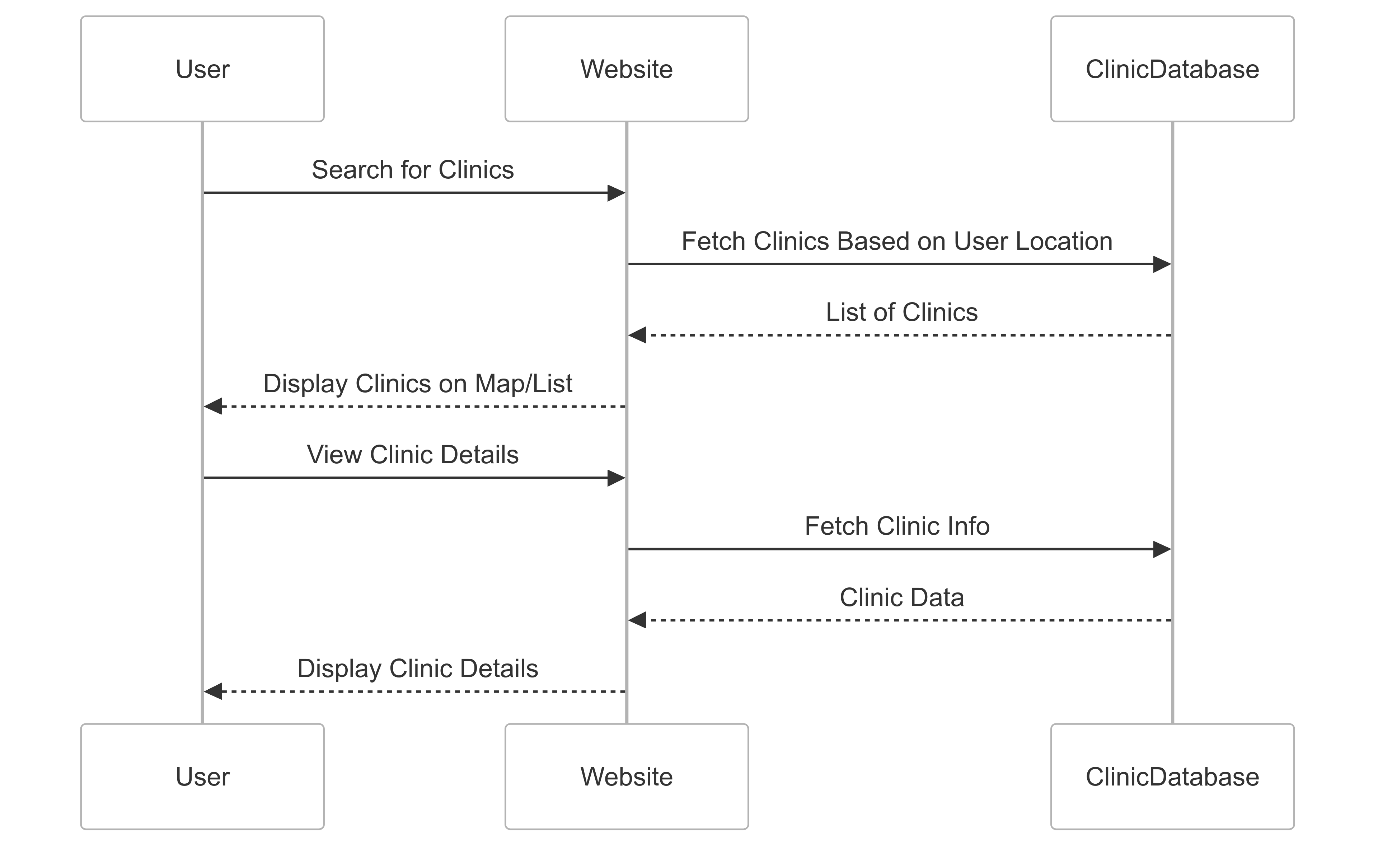 User
Website
ClinicDatabase
Search for Clinics
Fetch Clinics Based on User Location
List of Clinics
Display Clinics on Map/List
View Clinic Details
Fetch Clinic Info
Clinic Data
Display Clinic Details
User
Website
ClinicDatabase